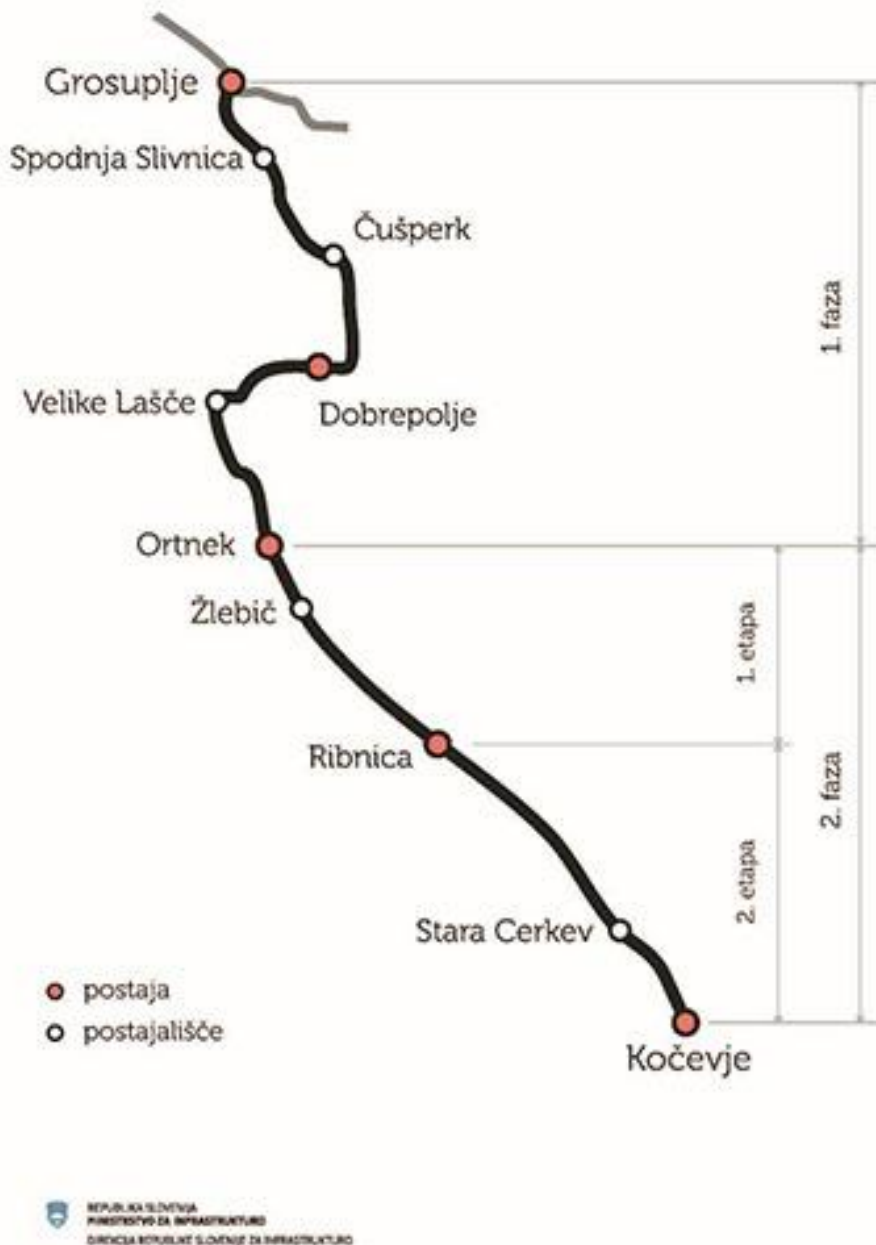 Grosuplje
Spodnja Slivnica
Čušperk
1. faza
Velike Lašče
Dobrepolje
Ortnek
Žlebič
1. etapa
Ribnica
2. faza
2. etapa
Stara Cerkev
postaja
postajališče
Kočevje
REPUBLIKA SLOVENIJA
MINISTRSTVO ZA INFRASTRUKTURO
DIREKCIJA REPUBLIKE SLOVENIJE ZA INFRASTRUKTURO